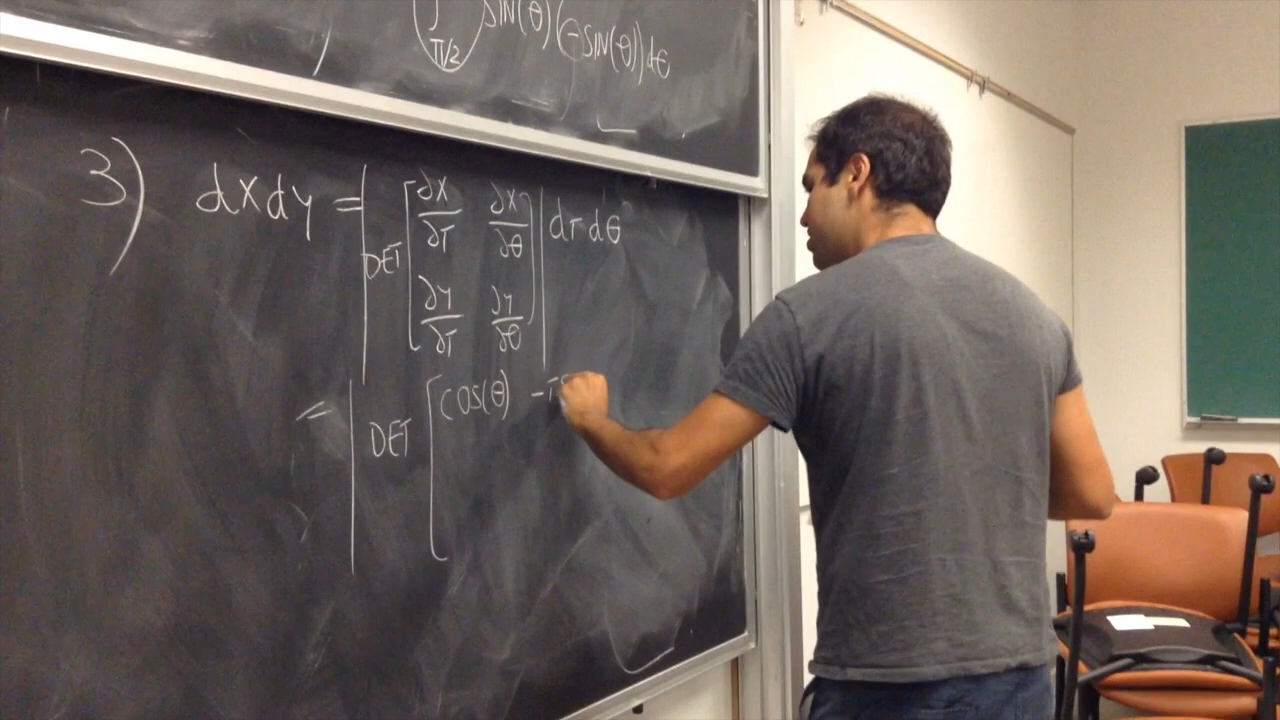 ∫π/2 SIN(θ)(-SIN(θ))dθ
3) dxdy = | DET [ ∂x/∂r ∂x/∂θ
∂y/∂r ∂y/∂θ ] | dr dθ
= | DET [ cos(θ) -r